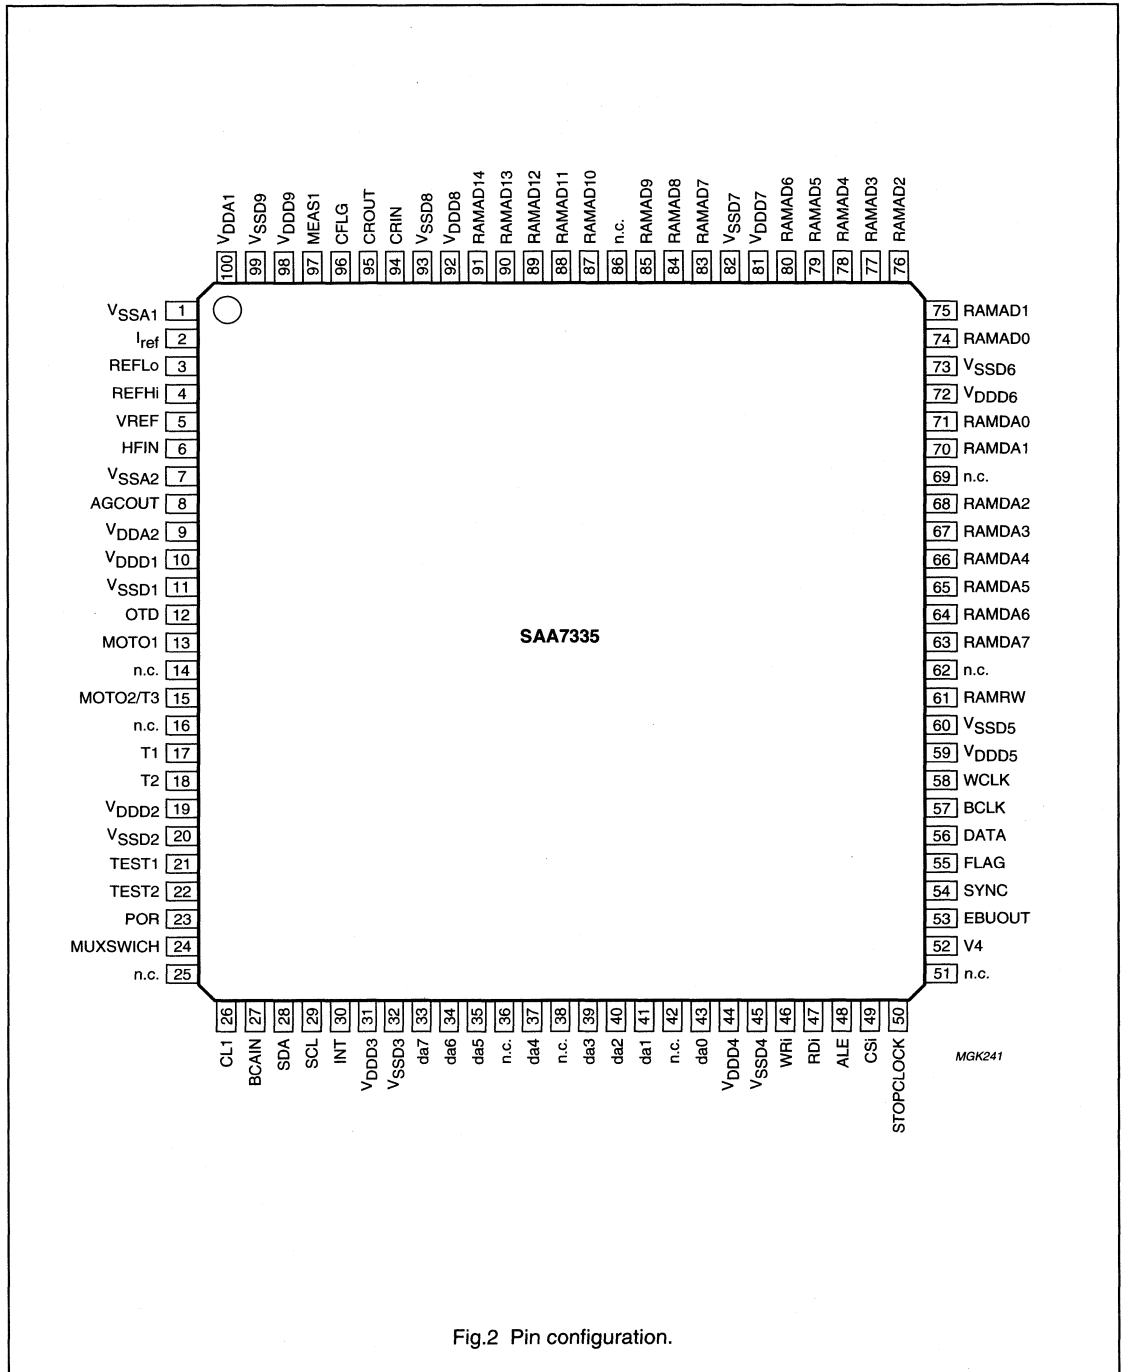 VDDA1
VSSD9
VDDD9
MEAS1
CFLG
CROUT
CRIN
VSSD8
VDDD8
RAMAD14
RAMAD13
RAMAD12
RAMAD11
RAMAD10
n.c.
RAMAD9
RAMAD8
RAMAD7
VSSD7
VDDD7
RAMAD6
RAMAD5
RAMAD4
RAMAD3
RAMAD2
100 99 98 97 96 95 94 93 92 91 90 89 88 87 86 85 84 83 82 81 80 79 78 77 76
VSSA1 1
Iref 2
REFLo 3
REFHi 4
VREF 5
HFIN 6
VSSA2 7
AGCOUT 8
VDDA2 9
VDDD1 10
VSSD1 11
OTD 12
MOTO1 13
n.c. 14
MOTO2/T3 15
n.c. 16
T1 17
T2 18
VDDD2 19
VSSD2 20
TEST1 21
TEST2 22
POR 23
MUXSWICH 24
n.c. 25
SAA7335
75 RAMAD1
74 RAMAD0
73 VSSD6
72 VDDD6
71 RAMDA0
70 RAMDA1
69 n.c.
68 RAMDA2
67 RAMDA3
66 RAMDA4
65 RAMDA5
64 RAMDA6
63 RAMDA7
62 n.c.
61 RAMRW
60 VSSD5
59 VDDD5
58 WCLK
57 BCLK
56 DATA
55 FLAG
54 SYNC
53 EBUOUT
52 V4
51 n.c.
26 27 28 29 30 31 32 33 34 35 36 37 38 39 40 41 42 43 44 45 46 47 48 49 50
CL1
BCAIN
SDA
SCL
INT
VDDD3
VSSD3
da7
da6
da5
n.c.
da4
n.c.
da3
da2
da1
n.c.
da0
VDDD4
VSSD4
WRi
RDi
ALE
CSi
STOPCLOCK
MGK241
Fig.2 Pin configuration.